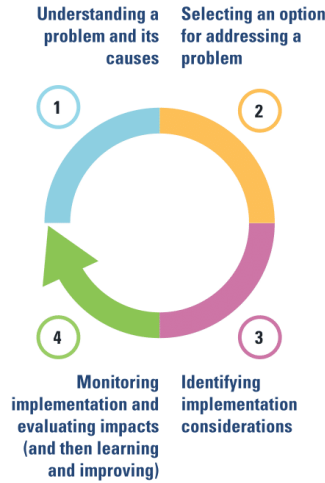 Understanding a
problem and its
causes
Selecting an option
for addressing a
problem
1
2
4
3
Monitoring
implementation and
evaluating impacts
(and then learning
and improving)
Identifying
implementation
considerations